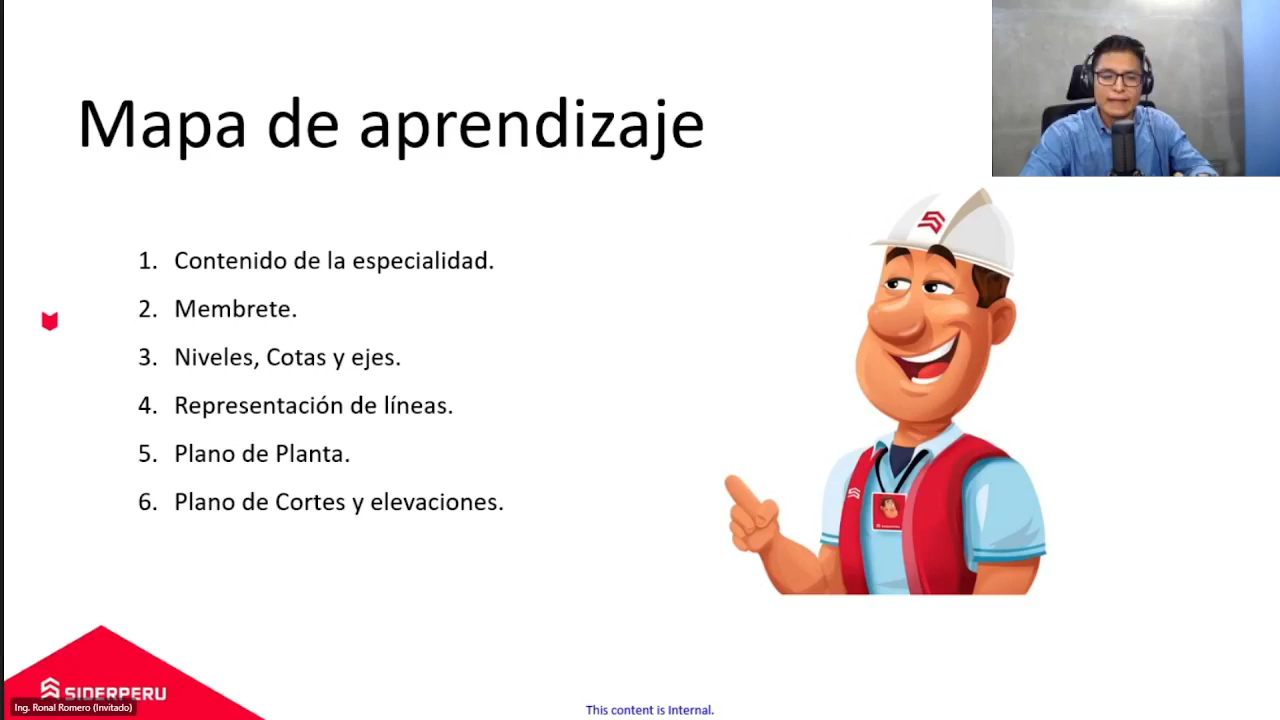 Mapa de aprendizaje
1. Contenido de la especialidad.
2. Membrete.
3. Niveles, Cotas y ejes.
4. Representación de líneas.
5. Plano de Planta.
6. Plano de Cortes y elevaciones.
SIDERPERU
Ing. Ronal Romero (Invitado)
This content is Internal.